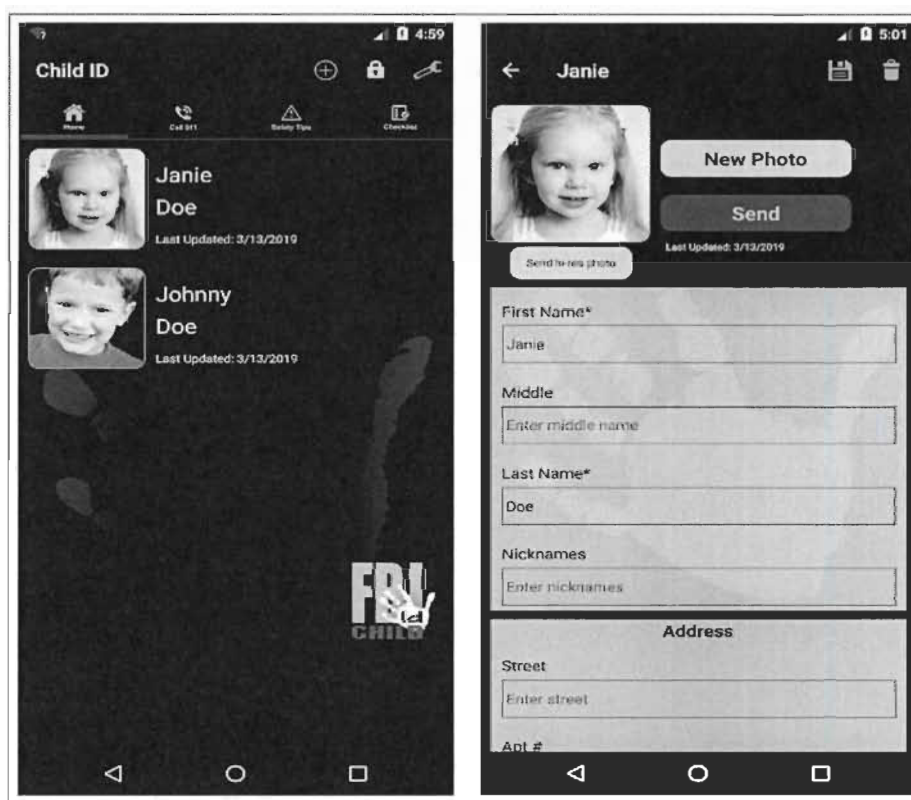 4:59
Child ID
Home
Call 911
Safety Tips
Checklist
Janie
Doe
Last Updated: 3/13/2019
Johnny
Doe
Last Updated: 3/13/2019
FBI
Id
CHILD
5:01
Janie
New Photo
Send
Last Updated: 3/13/2019
Send hi-res photo
First Name*
Janie
Middle
Enter middle name
Last Name*
Doe
Nicknames
Enter nicknames
Address
Street
Enter street
Apt #